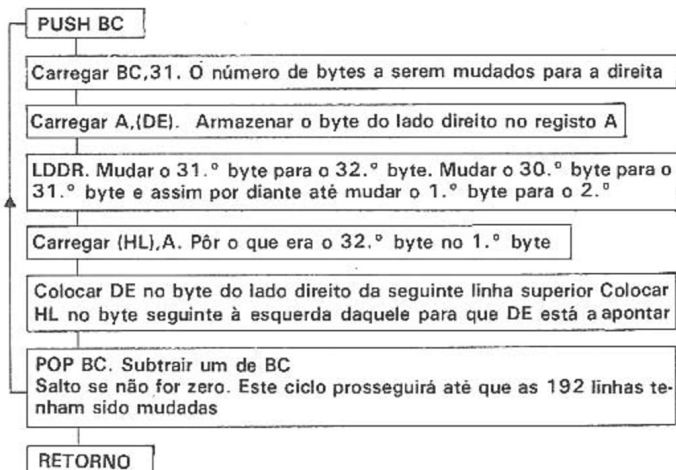 PUSH BC
Carregar BC,31. O número de bytes a serem mudados para a direita
Carregar A,(DE). Armazenar o byte do lado direito no registo A
LDDR. Mudar o 31.º byte para o 32.º byte. Mudar o 30.º byte para o
31.º byte e assim por diante até mudar o 1.º byte para o 2.º
Carregar (HL),A. Pôr o que era o 32.º byte no 1.º byte
Colocar DE no byte do lado direito da seguinte linha superior Colocar
HL no byte seguinte à esquerda daquele para que DE está a apontar
POP BC. Subtrair um de BC
Salto se não for zero. Este ciclo prosseguirá até que as 192 linhas te-
nham sido mudadas
RETORNO